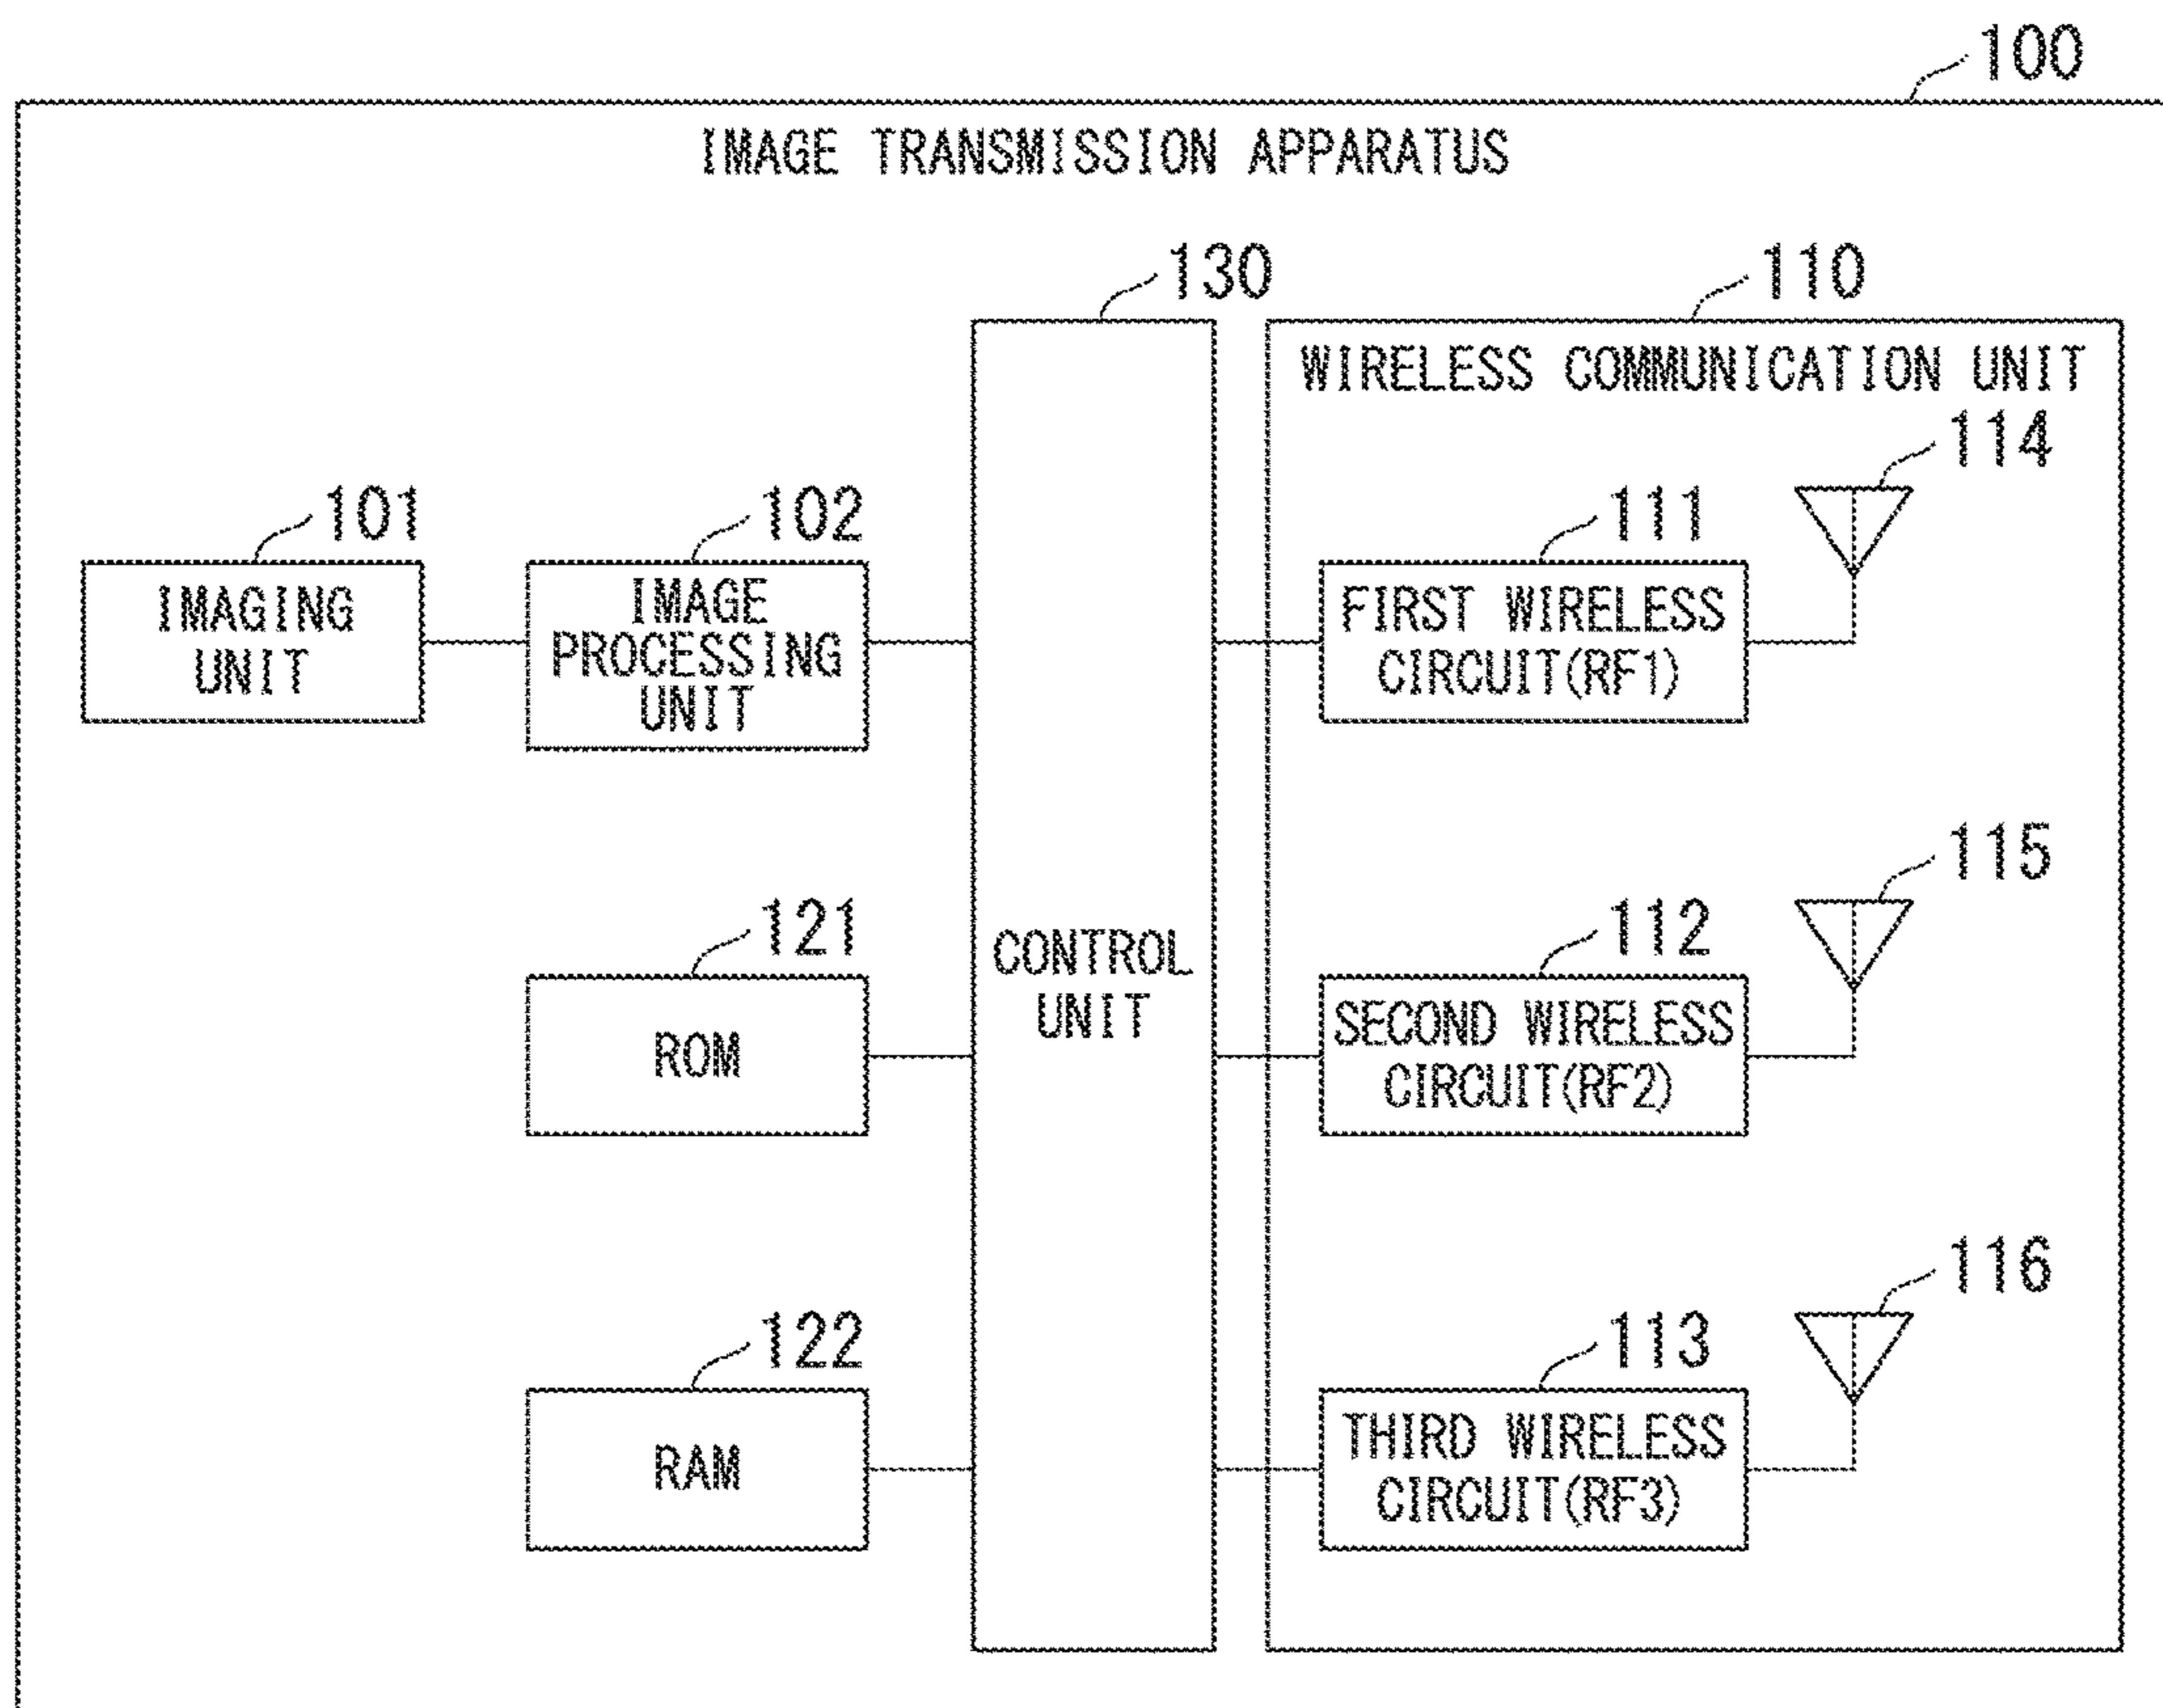 100
IMAGE TRANSMISSION APPARATUS
130
110
WIRELESS COMMUNICATION UNIT
114
101
102
111
IMAGING
UNIT
IMAGE
PROCESSING
UNIT
FIRST WIRELESS
CIRCUIT(RF1)
115
121
112
CONTROL
UNIT
ROM
SECOND WIRELESS
CIRCUIT(RF2)
116
122
113
RAM
THIRD WIRELESS
CIRCUIT(RF3)